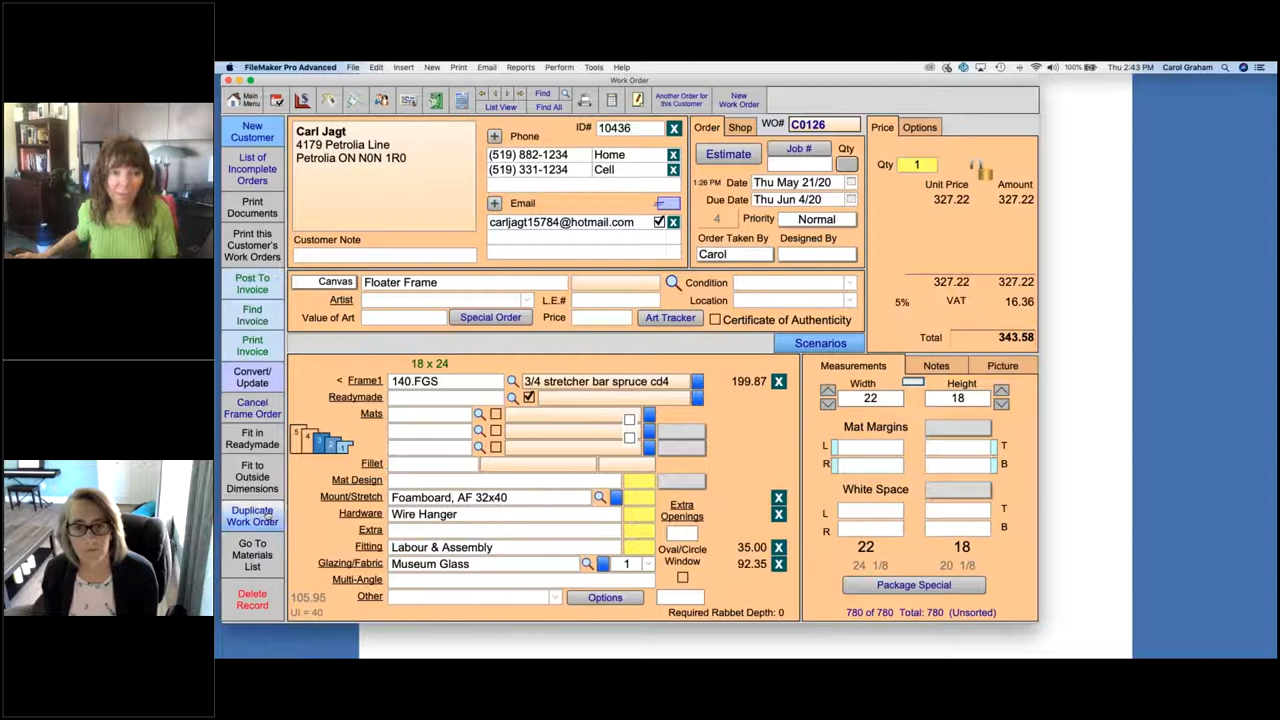 FileMaker Pro Advanced File Edit Insert New Print Email Reports Perform Tools Help 100% Thu 2:43 PM Carol Graham
Work Order
Main Menu
Find
List View
Find All
Another Order for this Customer
New Work Order
New Customer
List of Incomplete Orders
Print Documents
Print this Customer's Work Orders
Post To Invoice
Find Invoice
Print Invoice
Convert/ Update
Cancel Frame Order
Fit in Readymade
Fit to Outside Dimensions
Duplicate Work Order
Go To Materials List
Delete Record
Carl Jagt
4179 Petrolia Line
Petrolia ON N0N 1R0
Customer Note
ID# 10436 X
+ Phone
(519) 882-1234 Home X
(519) 331-1234 Cell X
+ Email
carljagt15784@hotmail.com X
Order Shop WO# C0126
Estimate Job # Qty
1:26 PM Date Thu May 21/20
Due Date Thu Jun 4/20
4 Priority Normal
Order Taken By Designed By
Carol
Price Options
Qty 1
Unit Price Amount
327.22 327.22
327.22 327.22
5% VAT 16.36
Total 343.58
Canvas Floater Frame Condition
Artist L.E.# Location
Value of Art Special Order Price Art Tracker Certificate of Authenticity
Scenarios
18 x 24
< Frame1 140.FGS 3/4 stretcher bar spruce cd4 199.87 X
Readymade
Mats
5 4 3 2 1
Fillet
Mat Design
Mount/Stretch Foamboard, AF 32x40 X
Hardware Wire Hanger Extra Openings X
Extra
Fitting Labour & Assembly 35.00 X
Oval/Circle Window
Glazing/Fabric Museum Glass 1 92.35 X
Multi-Angle
105.95 Other Options
UI = 40 Required Rabbet Depth: 0
Measurements Notes Picture
Width Height
22 18
Mat Margins
L T
R B
White Space
L T
R B
22 18
24 1/8 20 1/8
Package Special
780 of 780 Total: 780 (Unsorted)